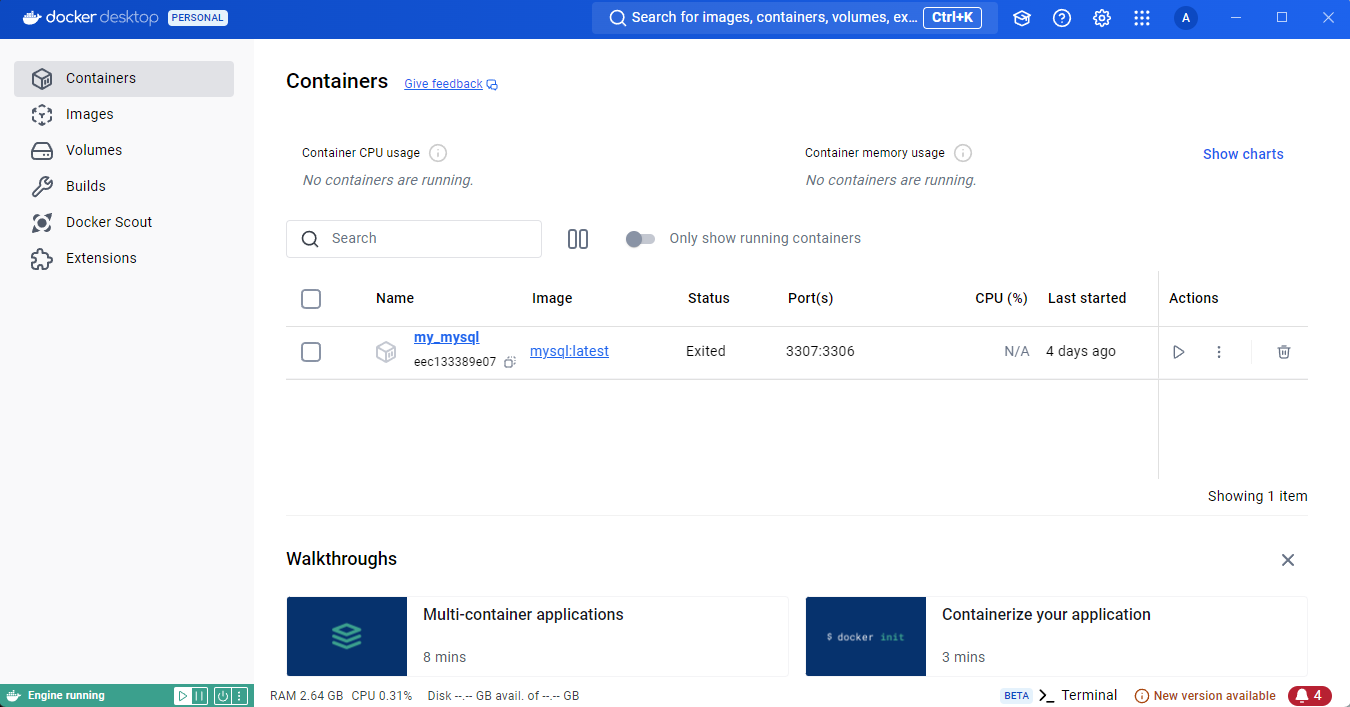 docker desktop PERSONAL
Search for images, containers, volumes, ex... Ctrl+K
A
Containers
Images
Volumes
Builds
Docker Scout
Extensions
Containers Give feedback
Container CPU usage
No containers are running.
Container memory usage
No containers are running.
Show charts
Search
Only show running containers
Name Image Status Port(s) CPU (%) Last started Actions
my_mysql
eec133389e07
mysql:latest Exited 3307:3306 N/A 4 days ago
Showing 1 item
Walkthroughs
Multi-container applications
8 mins
$ docker init
Containerize your application
3 mins
Engine running
RAM 2.64 GB CPU 0.31% Disk --.-- GB avail. of --.-- GB
BETA >_ Terminal
New version available
4